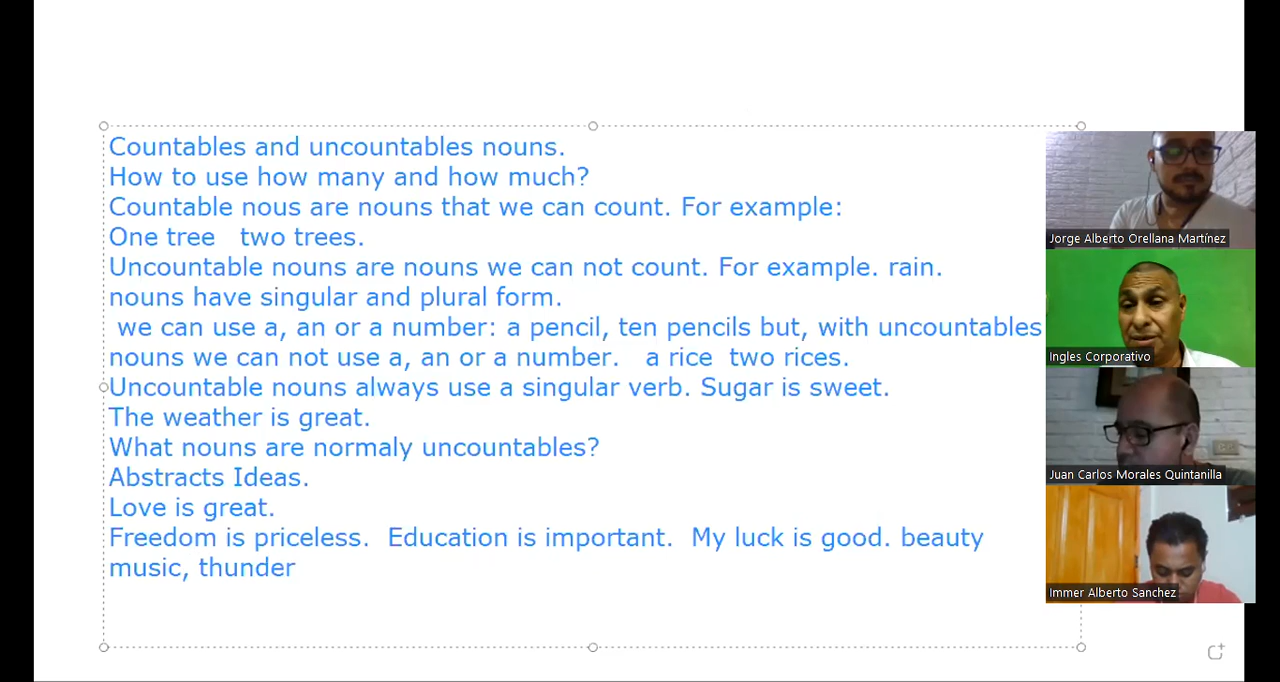 Countables and uncountables nouns.
How to use how many and how much?
Countable nous are nouns that we can count. For example:
One tree   two trees.
Uncountable nouns are nouns we can not count. For example. rain.
nouns have singular and plural form.
we can use a, an or a number: a pencil, ten pencils but, with uncountables
nouns we can not use a, an or a number.   a rice  two rices.
Uncountable nouns always use a singular verb. Sugar is sweet.
The weather is great.
What nouns are normaly uncountables?
Abstracts Ideas.
Love is great.
Freedom is priceless.  Education is important.  My luck is good. beauty
music, thunder
Jorge Alberto Orellana Martínez
Ingles Corporativo
Juan Carlos Morales Quintanilla
Immer Alberto Sanchez